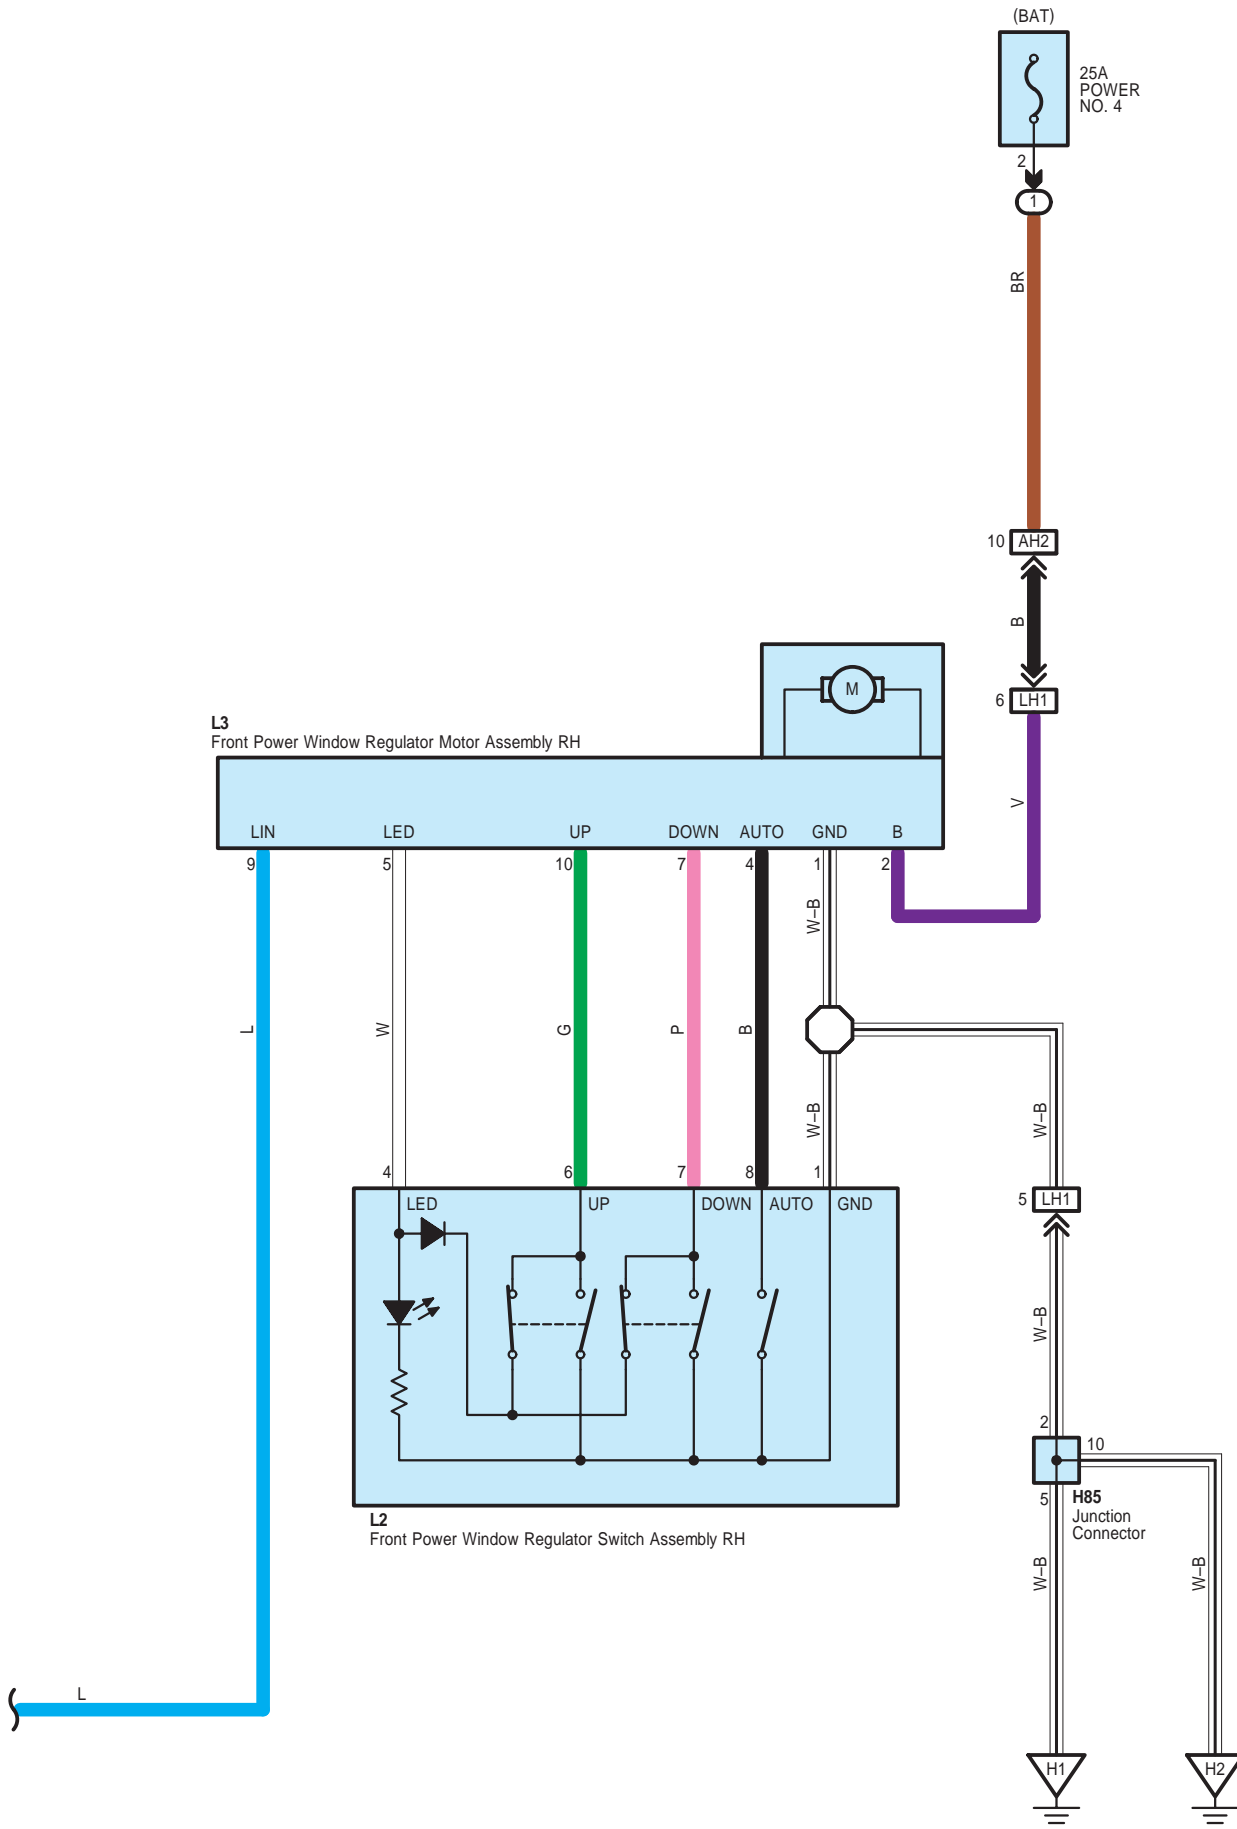 (BAT)
25A
POWER
NO. 4
2
1
BR
10 AH2
B
6 LH1
V
L3
Front Power Window Regulator Motor Assembly RH
M
LIN LED UP DOWN AUTO GND B
9 5 10 7 4 1 2
W–B
L W G P B
W–B W–B
4 6 7 8 1
LED UP DOWN AUTO GND
5 LH1
W–B
2
10
5 H85
Junction
Connector
L2
Front Power Window Regulator Switch Assembly RH
W–B W–B
L
H1 H2